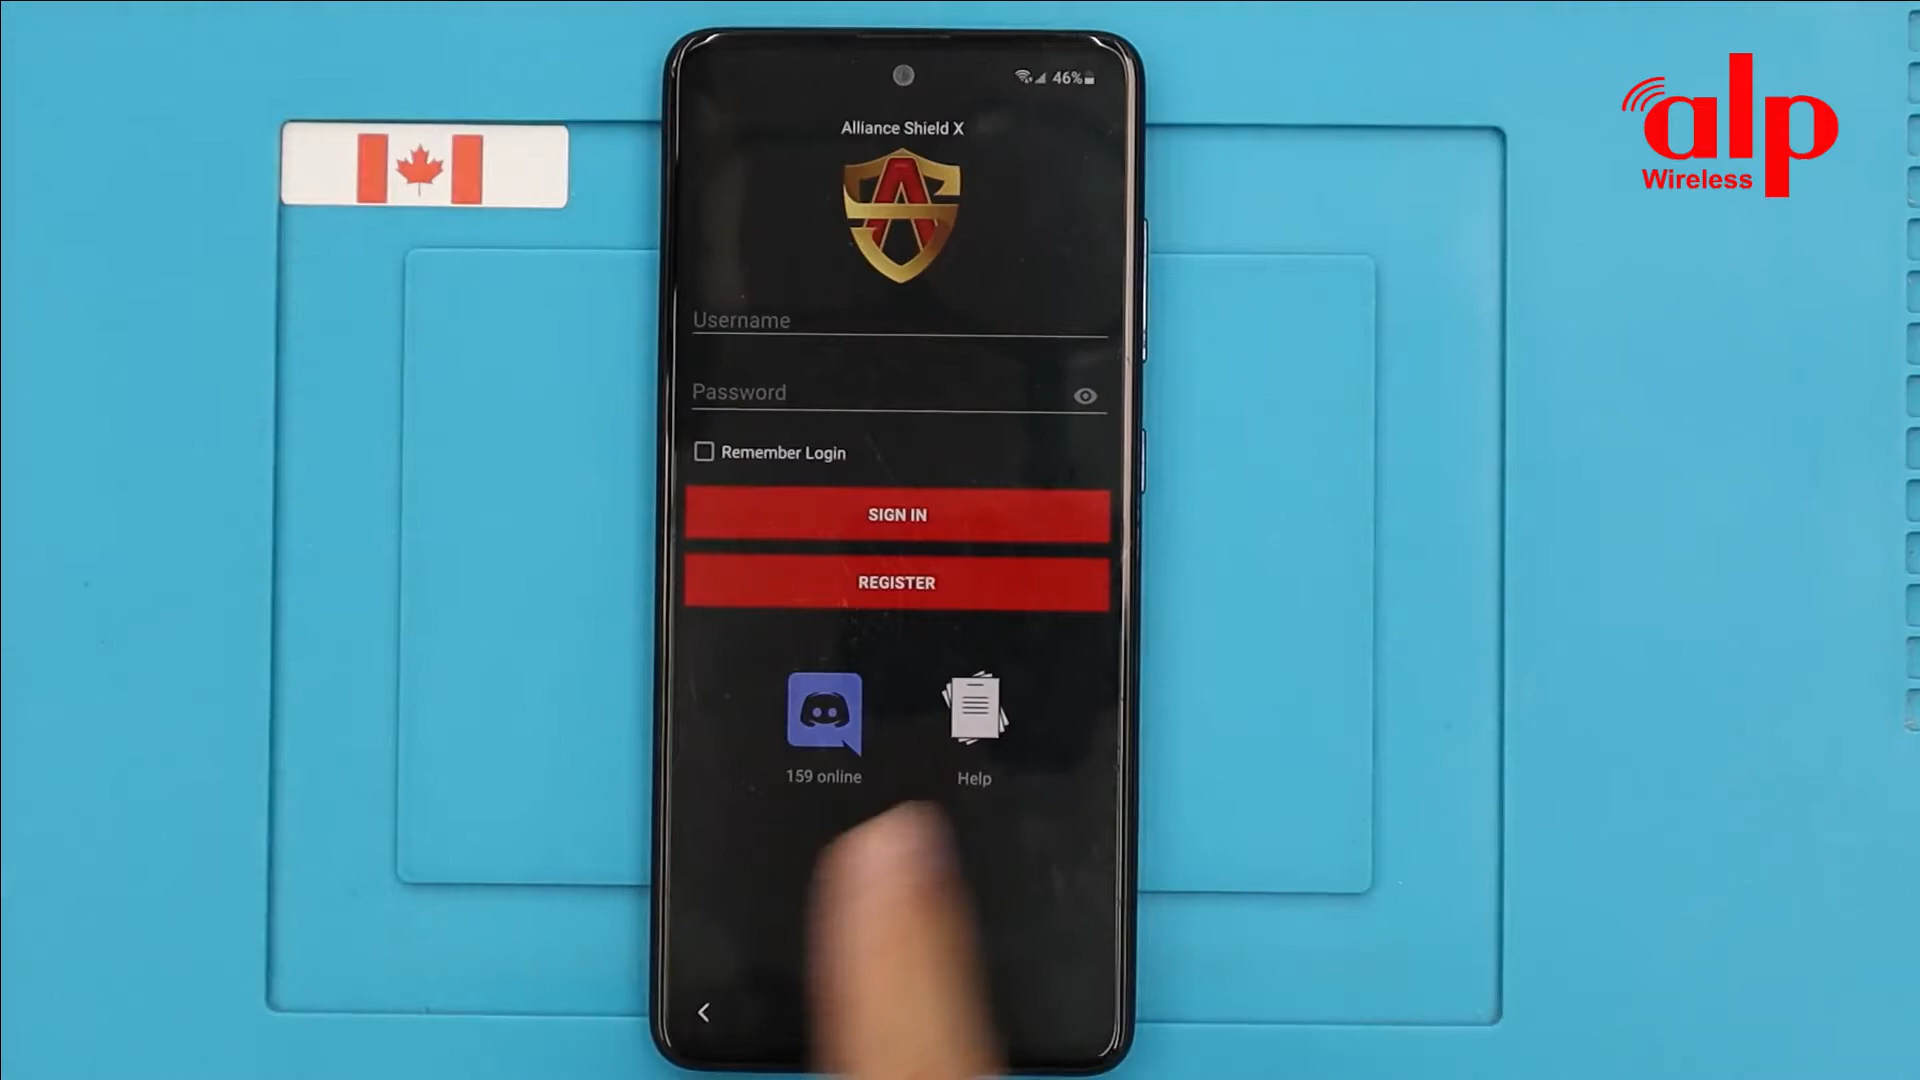 46%
Alliance Shield X
alp
Wireless
Username
Password
Remember Login
SIGN IN
REGISTER
159 online
Help